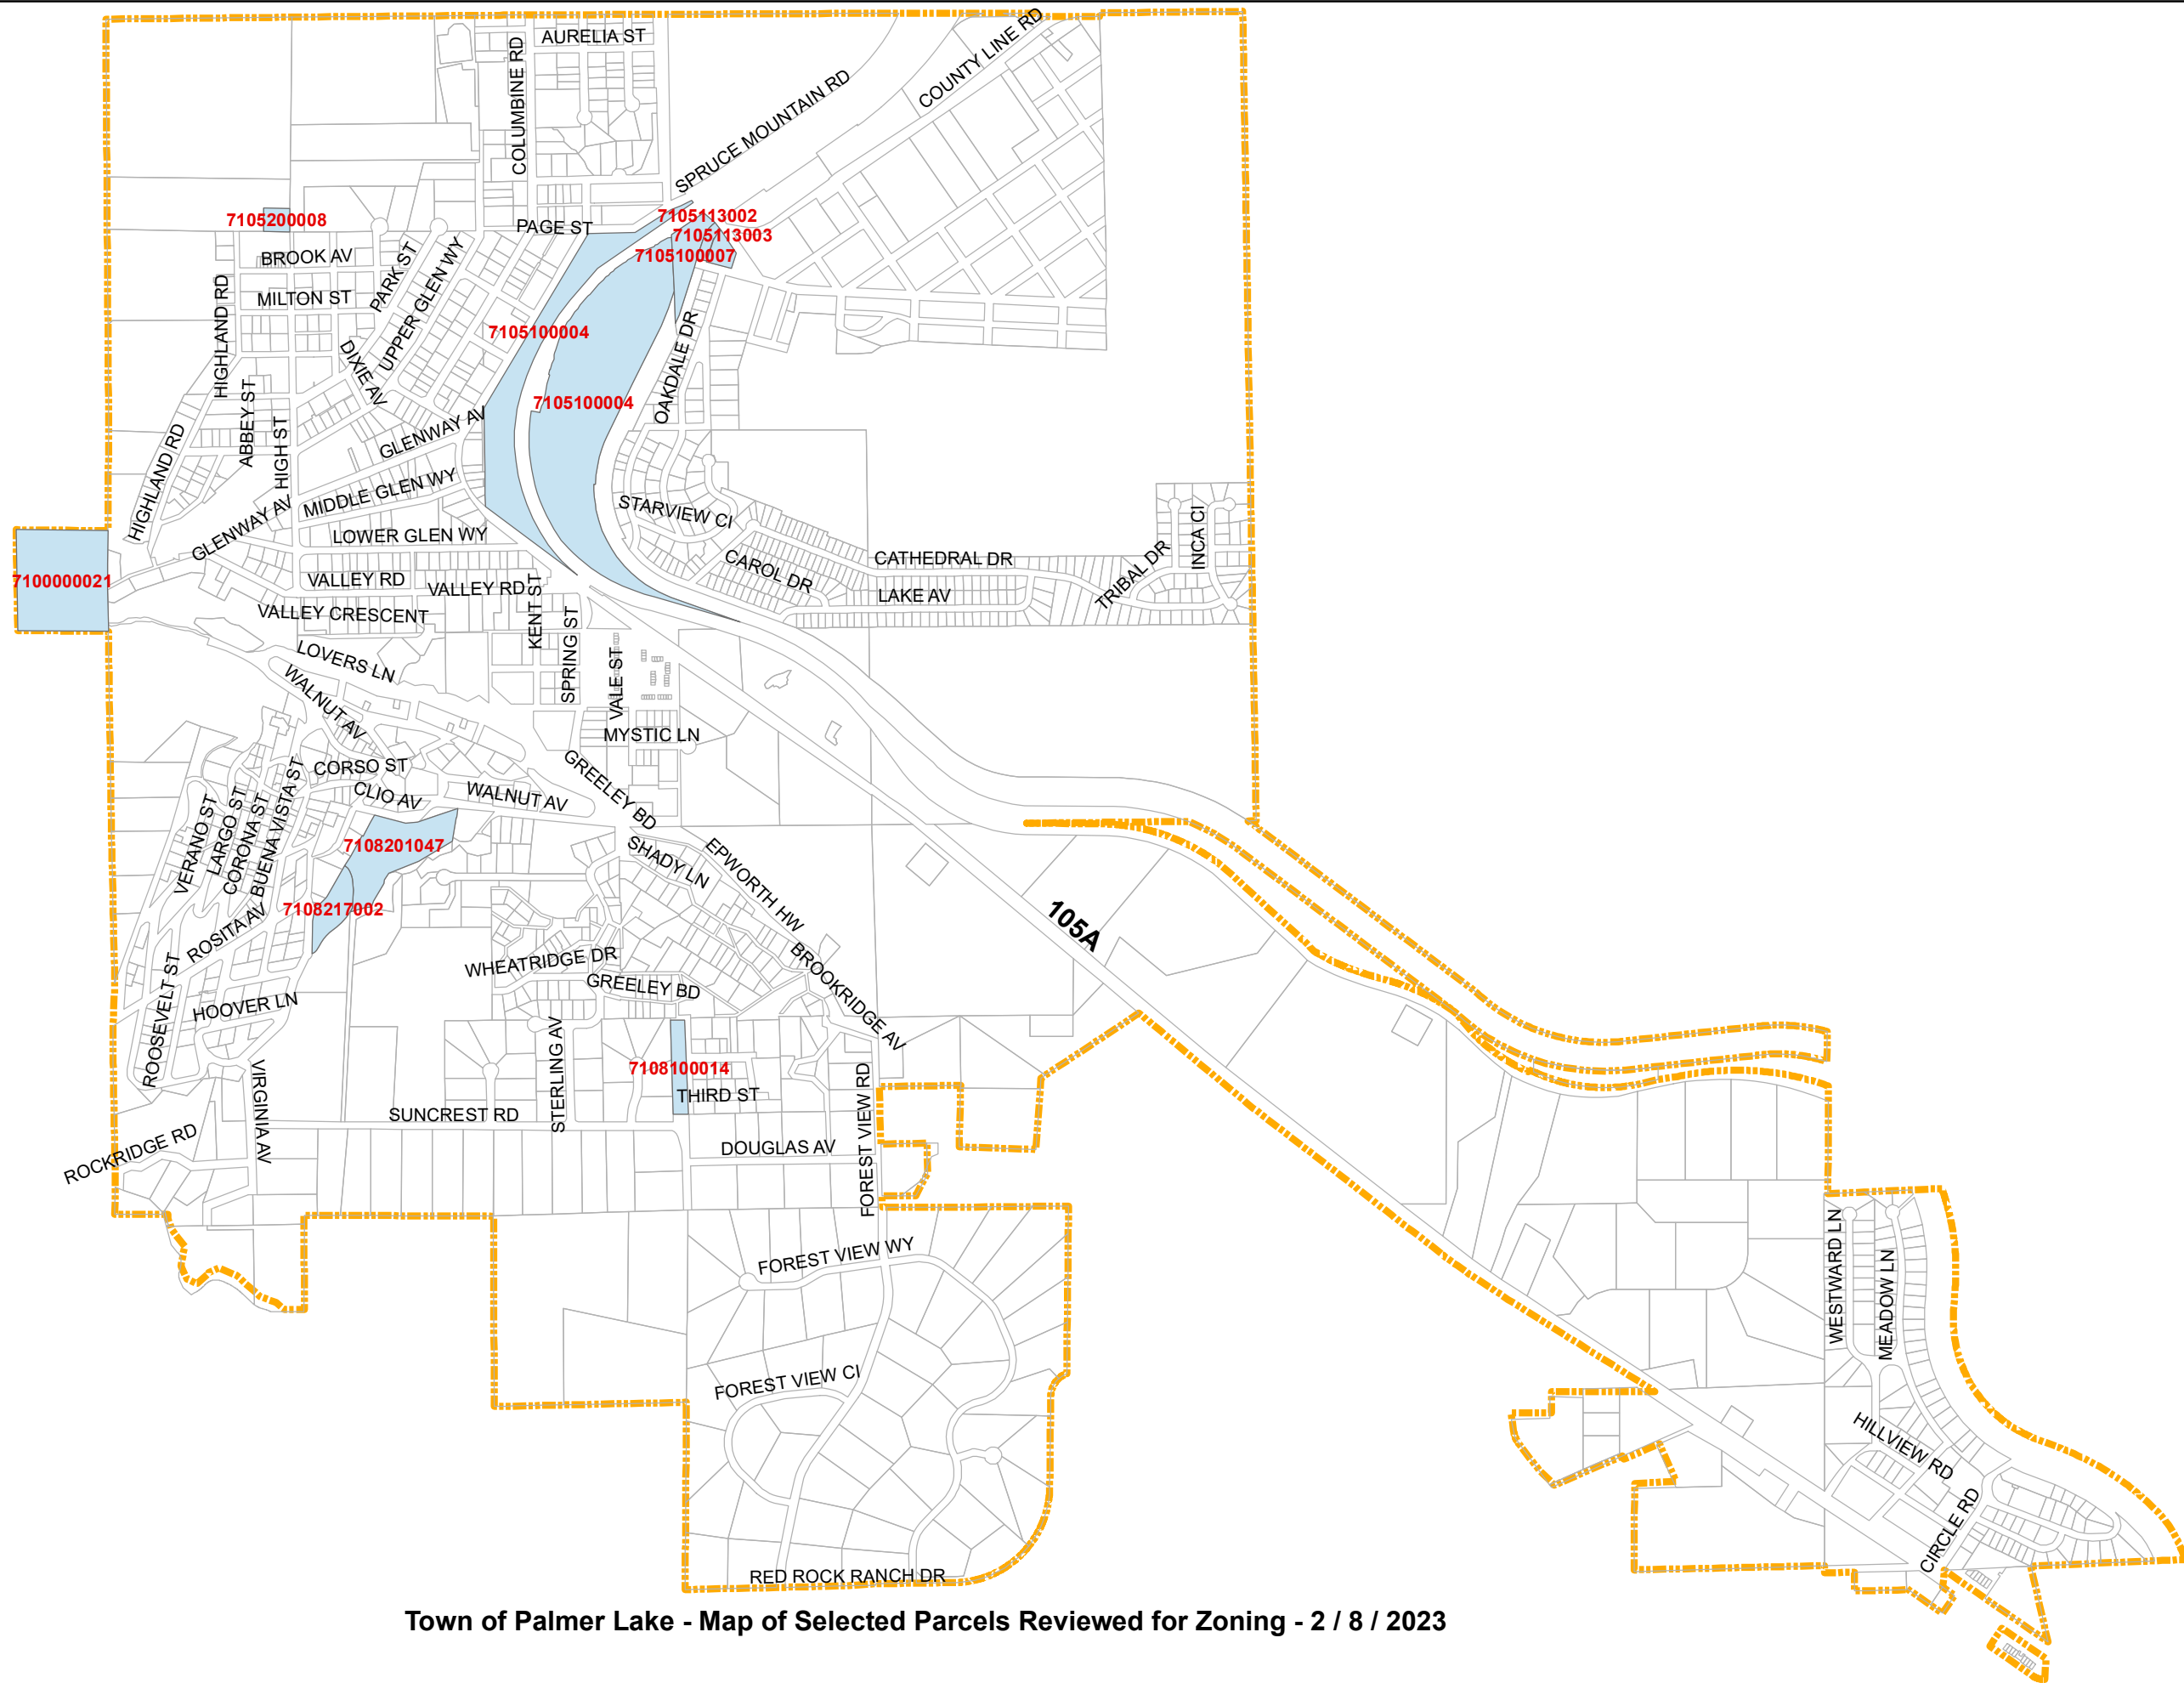 AURELIA ST
COLUMBINE RD
COUNTY LINE RD
SPRUCE MOUNTAIN RD
7105200008
PAGE ST
7105113002
7105113003
7105100007
BROOK AV
PARK ST
UPPER GLEN WY
HIGHLAND RD
MILTON ST
7105100004
DIXIE AV
OAKDALE DR
ABBEY ST
7105100004
HIGH ST
GLENWAY AV
HIGHLAND RD
MIDDLE GLEN WY
STARVIEW CI
GLENWAY AV
LOWER GLEN WY
INCA CI
CATHEDRAL DR
TRIBAL DR
CAROL DR
7100000021
VALLEY RD
VALLEY RD
LAKE AV
KENT ST
VALLEY CRESCENT
SPRING ST
LOVERS LN
VALE ST
WALNUT AV
MYSTIC LN
CORSO ST
GREELEY BD
CLIO AV
WALNUT AV
VERANO ST
LARGO ST
CORONA ST
BUENA VISTA ST
7108201047
SHADY LN
EPWORTH HW
7108217002
105A
ROSITA AV
WHEATRIDGE DR
GREELEY BD
BROOKRIDGE AV
ROOSEVELT ST
HOOVER LN
STERLING AV
7108100014
THIRD ST
VIRGINIA AV
SUNCREST RD
FOREST VIEW RD
ROCKRIDGE RD
DOUGLAS AV
FOREST VIEW WY
WESTWARD LN
MEADOW LN
FOREST VIEW CI
HILLVIEW RD
CIRCLE RD
RED ROCK RANCH DR
Town of Palmer Lake - Map of Selected Parcels Reviewed for Zoning - 2 / 8 / 2023